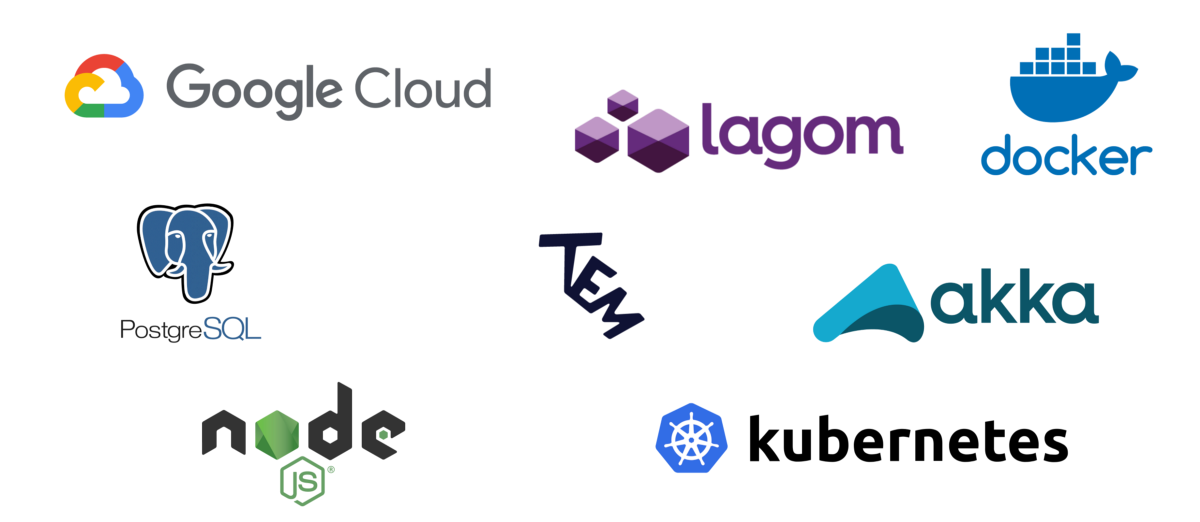 Google Cloud
lagom
docker
PostgreSQL
TEM
akka
node
JS®
kubernetes